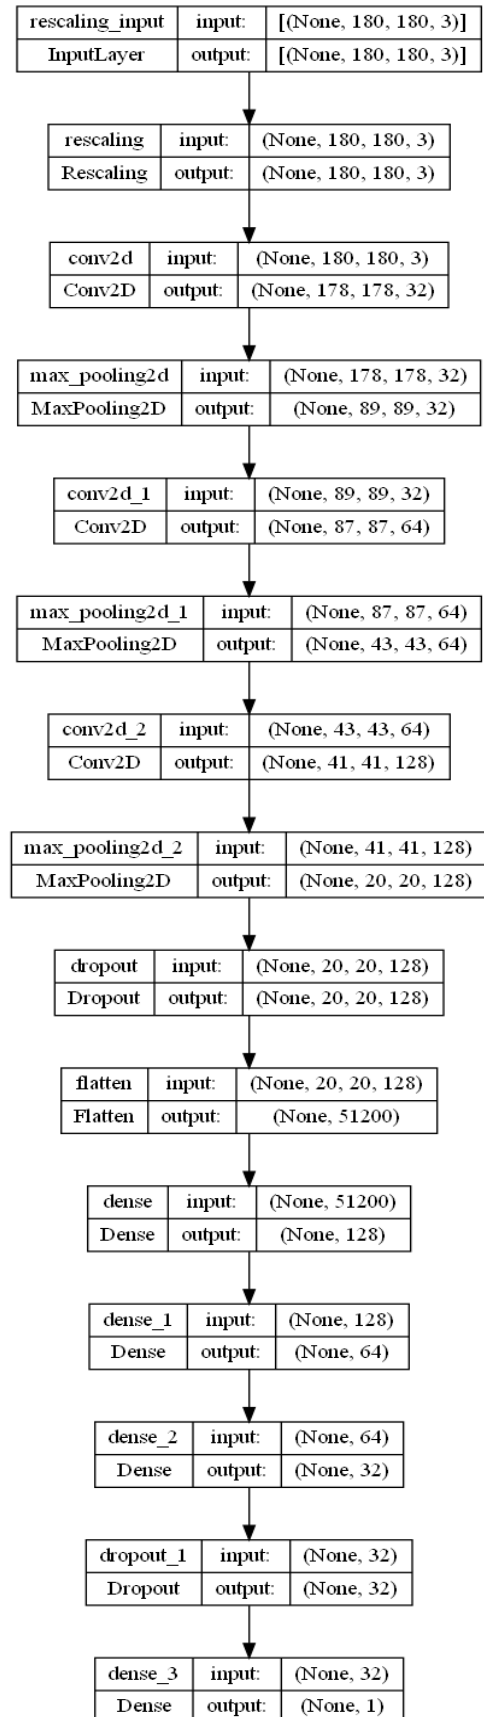 rescaling_input input: [(None, 180, 180, 3)]
InputLayer output: [(None, 180, 180, 3)]
rescaling input: (None, 180, 180, 3)
Rescaling output: (None, 180, 180, 3)
conv2d input: (None, 180, 180, 3)
Conv2D output: (None, 178, 178, 32)
max_pooling2d input: (None, 178, 178, 32)
MaxPooling2D output: (None, 89, 89, 32)
conv2d_1 input: (None, 89, 89, 32)
Conv2D output: (None, 87, 87, 64)
max_pooling2d_1 input: (None, 87, 87, 64)
MaxPooling2D output: (None, 43, 43, 64)
conv2d_2 input: (None, 43, 43, 64)
Conv2D output: (None, 41, 41, 128)
max_pooling2d_2 input: (None, 41, 41, 128)
MaxPooling2D output: (None, 20, 20, 128)
dropout input: (None, 20, 20, 128)
Dropout output: (None, 20, 20, 128)
flatten input: (None, 20, 20, 128)
Flatten output: (None, 51200)
dense input: (None, 51200)
Dense output: (None, 128)
dense_1 input: (None, 128)
Dense output: (None, 64)
dense_2 input: (None, 64)
Dense output: (None, 32)
dropout_1 input: (None, 32)
Dropout output: (None, 32)
dense_3 input: (None, 32)
Dense output: (None, 1)